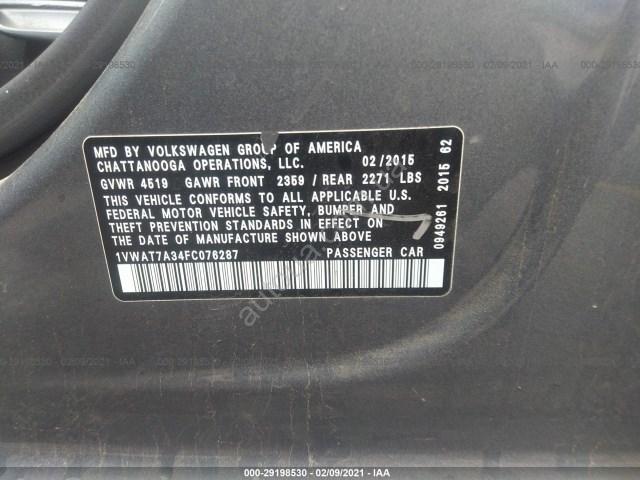 MFD BY VOLKSWAGEN GROUP OF AMERICA
CHATTANOOGA OPERATIONS, LLC. 02/2015
GVWR 4519 GAWR FRONT 2359 / REAR 2271 LBS
THIS VEHICLE CONFORMS TO ALL APPLICABLE U.S.
FEDERAL MOTOR VEHICLE SAFETY, BUMPER AND
THEFT PREVENTION STANDARDS IN EFFECT ON THE
DATE OF MANUFACTURE SHOWN ABOVE
1VWAT7A34FC076287 PASSENGER CAR
0949261 2015 62
000-29198530 - 02/09/2021 - IAA